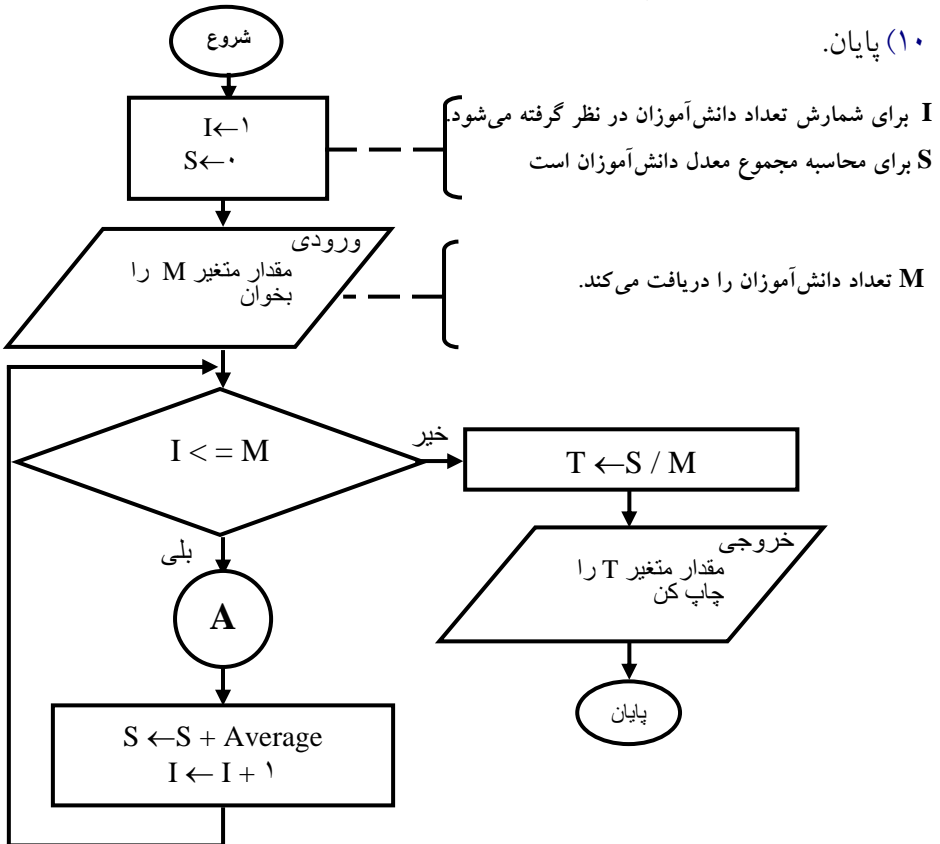 ۱۰) پایان.
شروع
I←۱
S←۰
I برای شمارش تعداد دانش‌آموزان در نظر گرفته می‌شود.
S برای محاسبه مجموع معدل دانش‌آموزان است
ورودی
مقدار متغیر M را
بخوان
M تعداد دانش‌آموزان را دریافت می‌کند.
I < = M
خیر
T ←S / M
بلی
خروجی
مقدار متغیر T را
چاپ کن
A
پایان
S ←S + Average
I ← I + ۱